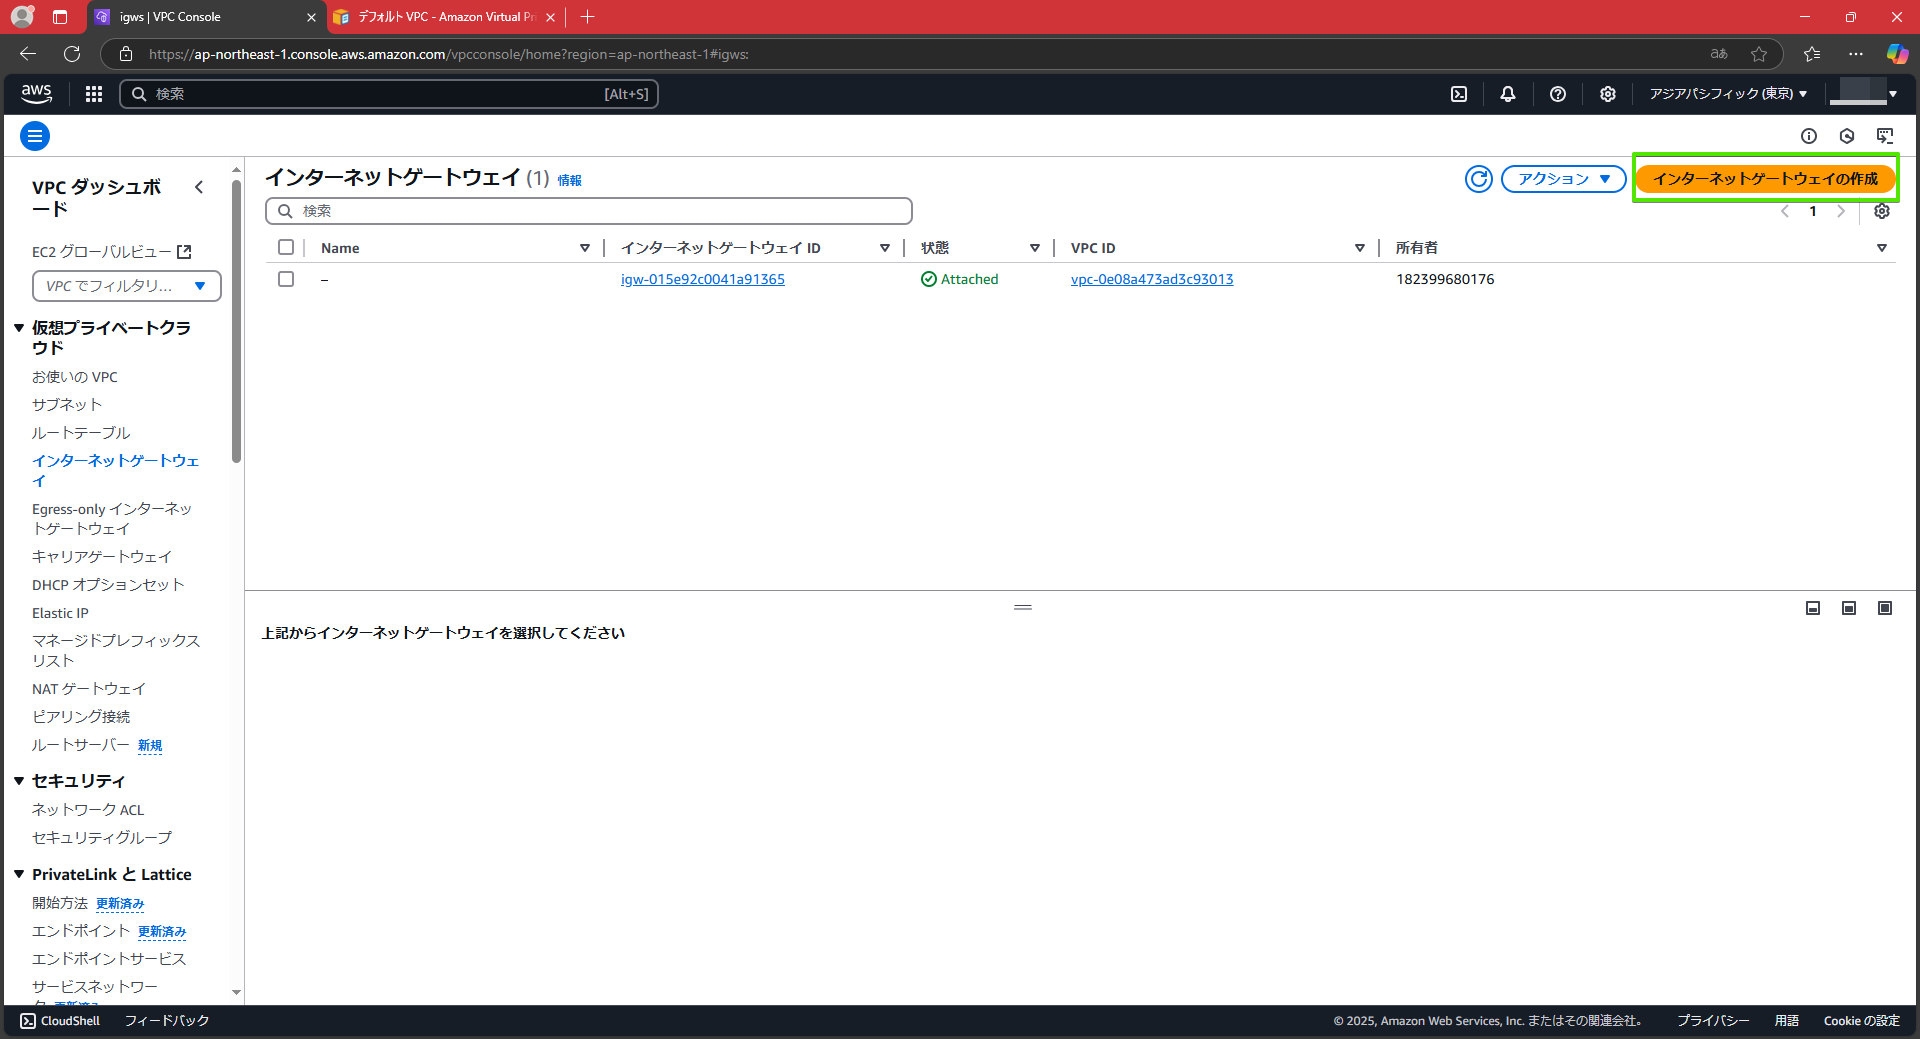 igws | VPC Console
デフォルト VPC - Amazon Virtual Pri
https://ap-northeast-1.console.aws.amazon.com/vpcconsole/home?region=ap-northeast-1#igws:
aあ
aws
検索
[Alt+S]
アジアパシフィック (東京)
VPC ダッシュボ
ード
EC2 グローバルビュー
VPC でフィルタリ...
仮想プライベートクラ
ウド
お使いの VPC
サブネット
ルートテーブル
インターネットゲートウェ
イ
Egress-only インターネッ
トゲートウェイ
キャリアゲートウェイ
DHCP オプションセット
Elastic IP
マネージドプレフィックス
リスト
NAT ゲートウェイ
ピアリング接続
ルートサーバー 新規
セキュリティ
ネットワーク ACL
セキュリティグループ
PrivateLink と Lattice
開始方法 更新済み
エンドポイント 更新済み
エンドポイントサービス
サービスネットワー
ク 更新済み
インターネットゲートウェイ (1) 情報
アクション
インターネットゲートウェイの作成
検索
1
Name インターネットゲートウェイ ID 状態 VPC ID 所有者
– igw-015e92c0041a91365 Attached vpc-0e08a473ad3c93013 182399680176
上記からインターネットゲートウェイを選択してください
CloudShell フィードバック
© 2025, Amazon Web Services, Inc. またはその関連会社。 プライバシー 用語 Cookie の設定